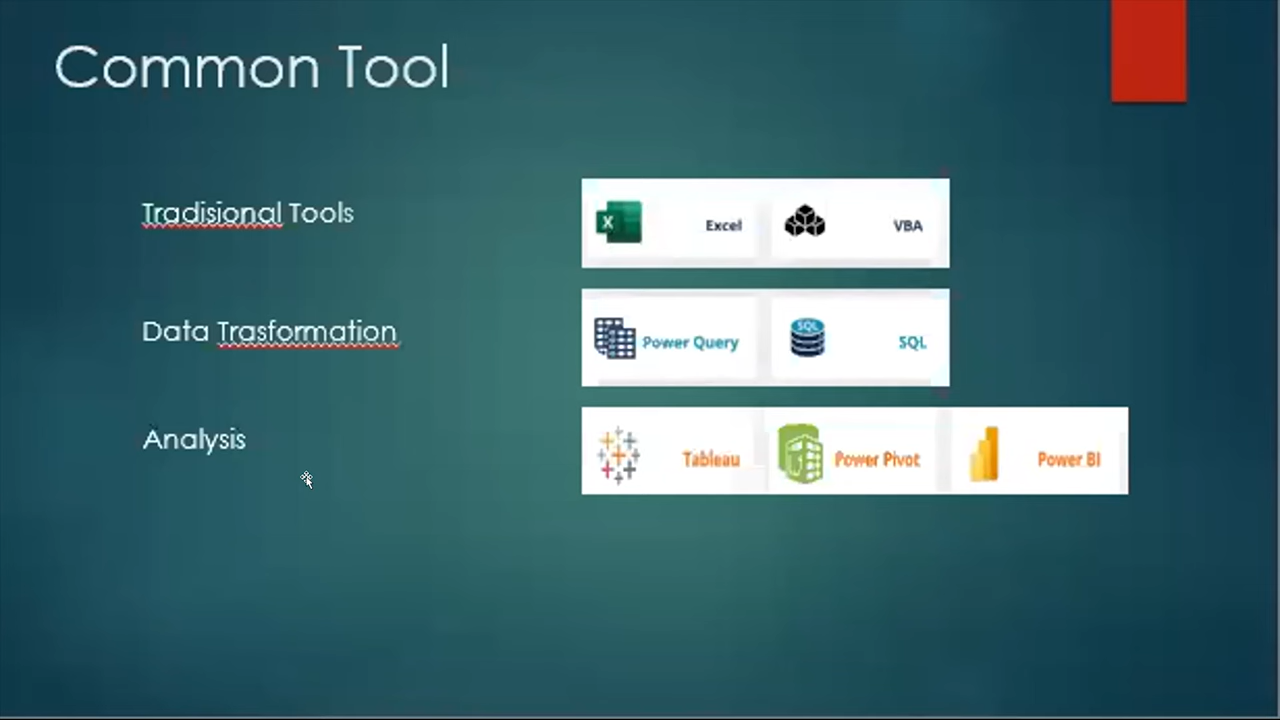 Common Tool
Tradisional Tools
Excel
VBA
Data Trasformation
Power Query
SQL
SQL
Analysis
Tableau
Power Pivot
Power BI